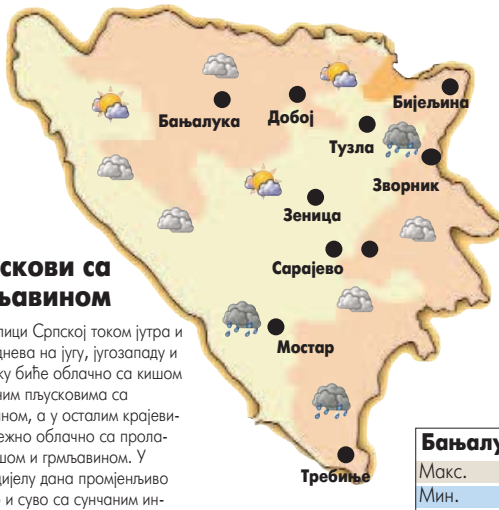 Бањалука
Добој
Бијељина
Тузла
Зворник
Зеница
Сарајево
Мостар
Требиње
скови са
љавином
лици Српској током јутра и
днева на југу, југозападу и
ку биће облачно са кишом
ним пљусковима са
ином, а у осталим крајеви-
ежно облачно са прола-
шом и грмљавином. У
цијелу дана промјенљиво
о и суво са сунчаним ин-
Бањалу
Макс.
Мин.